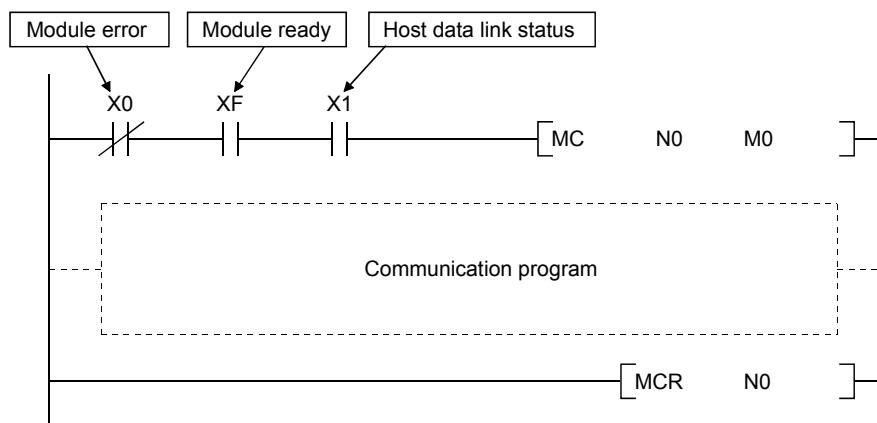 Module error Module ready Host data link status
X0 XF X1
MC N0 M0
Communication program
MCR N0